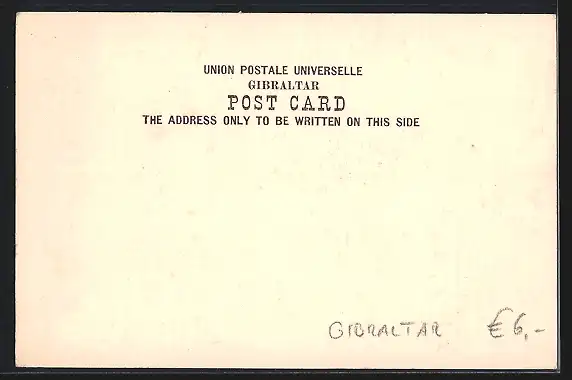 UNION POSTALE UNIVERSELLE
GIBRALTAR
POST CARD
THE ADDRESS ONLY TO BE WRITTEN ON THIS SIDE
GIBRALTAR €6,-